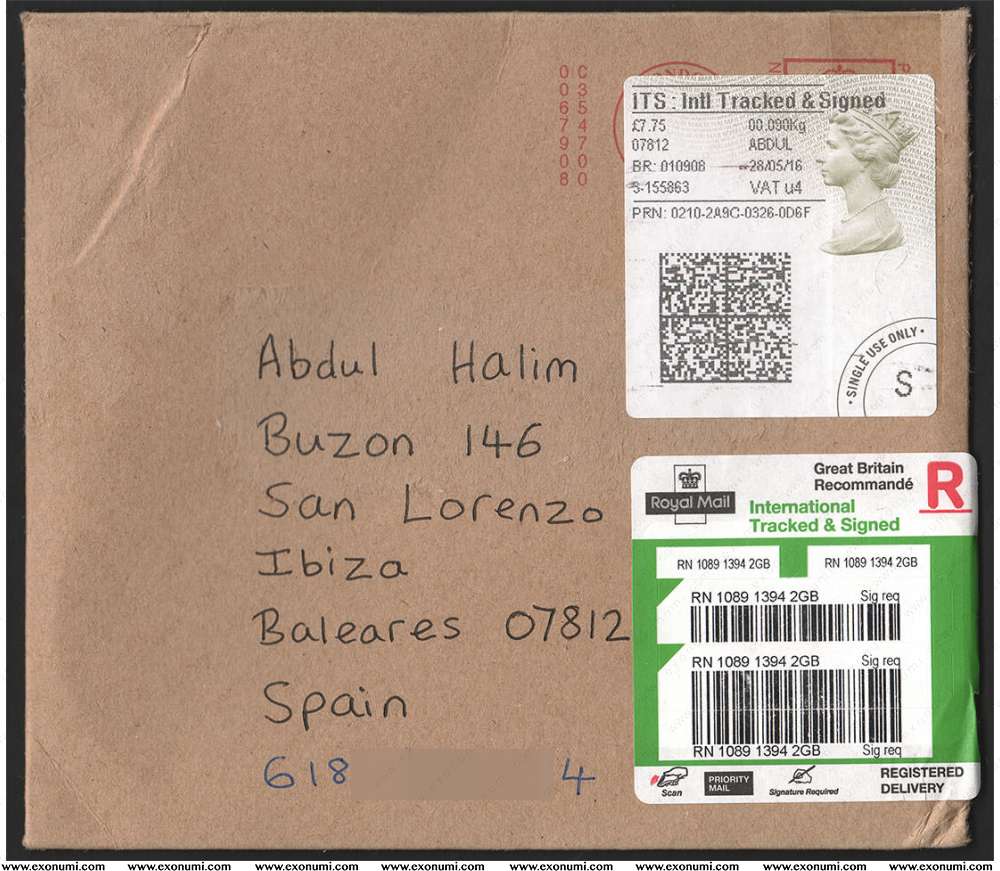 0 C
0 3
6 5
7 4
9 7
0 0
8 0
ITS : Intl Tracked & Signed
£7.75 00.090Kg
07812 ABDUL
BR: 010908 28/05/16
3-155863 VAT u4
PRN: 0210-2A9C-0326-0D6F
• SINGLE USE ONLY •
S
Abdul Halim
Buzon 146
San Lorenzo
Ibiza
Baleares 07812
Spain
618 4
Royal Mail
Great Britain
Recommandé
R
International
Tracked & Signed
RN 1089 1394 2GB RN 1089 1394 2GB
RN 1089 1394 2GB Sig req
RN 1089 1394 2GB Sig req
RN 1089 1394 2GB Sig req
Scan
PRIORITY
MAIL
Signature Required
REGISTERED
DELIVERY
www.exonumi.com www.exonumi.com www.exonumi.com www.exonumi.com www.exonumi.com www.exonumi.com www.exonumi.com www.exonumi.com